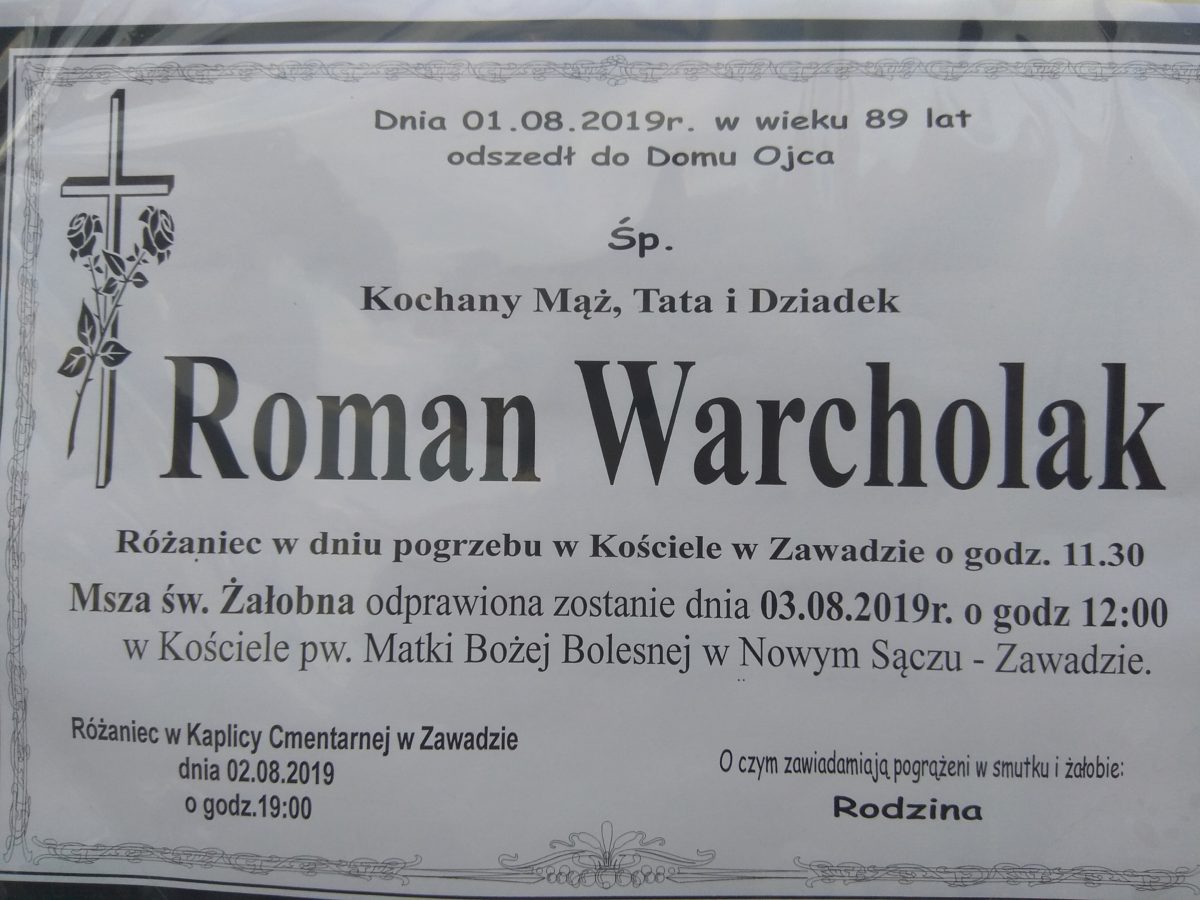 Dnia 01.08.2019r. w wieku 89 lat
odszedł do Domu Ojca
Śp.
Kochany Mąż, Tata i Dziadek
Roman Warcholak
Różaniec w dniu pogrzebu w Kościele w Zawadzie o godz. 11.30
Msza św. Żałobna odprawiona zostanie dnia 03.08.2019r. o godz 12:00
w Kościele pw. Matki Bożej Bolesnej w Nowym Sączu - Zawadzie.
Różaniec w Kaplicy Cmentarnej w Zawadzie
dnia 02.08.2019
o godz.19:00
O czym zawiadamiają pogrążeni w smutku i żałobie:
Rodzina